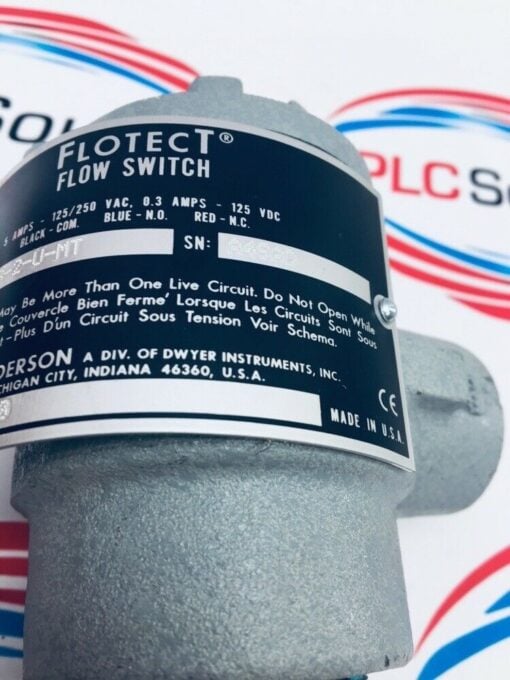 Sol
PLCSo
FLOTECT®
FLOW SWITCH
5 AMPS - 125/250 VAC, 0.3 AMPS - 125 VDC
BLACK-COM. BLUE-N.O. RED-N.C.
-2-U-MT SN:
May Be More Than One Live Circuit. Do Not Open While
e Couvercle Bien Ferme' Lorsque Les Circuits Sont Sous
t-Plus D'un Circuit Sous Tension Voir Schema.
DERSON A DIV. OF DWYER INSTRUMENTS, INC.
CHIGAN CITY, INDIANA 46360, U.S.A.
CE
MADE IN U.S.A.